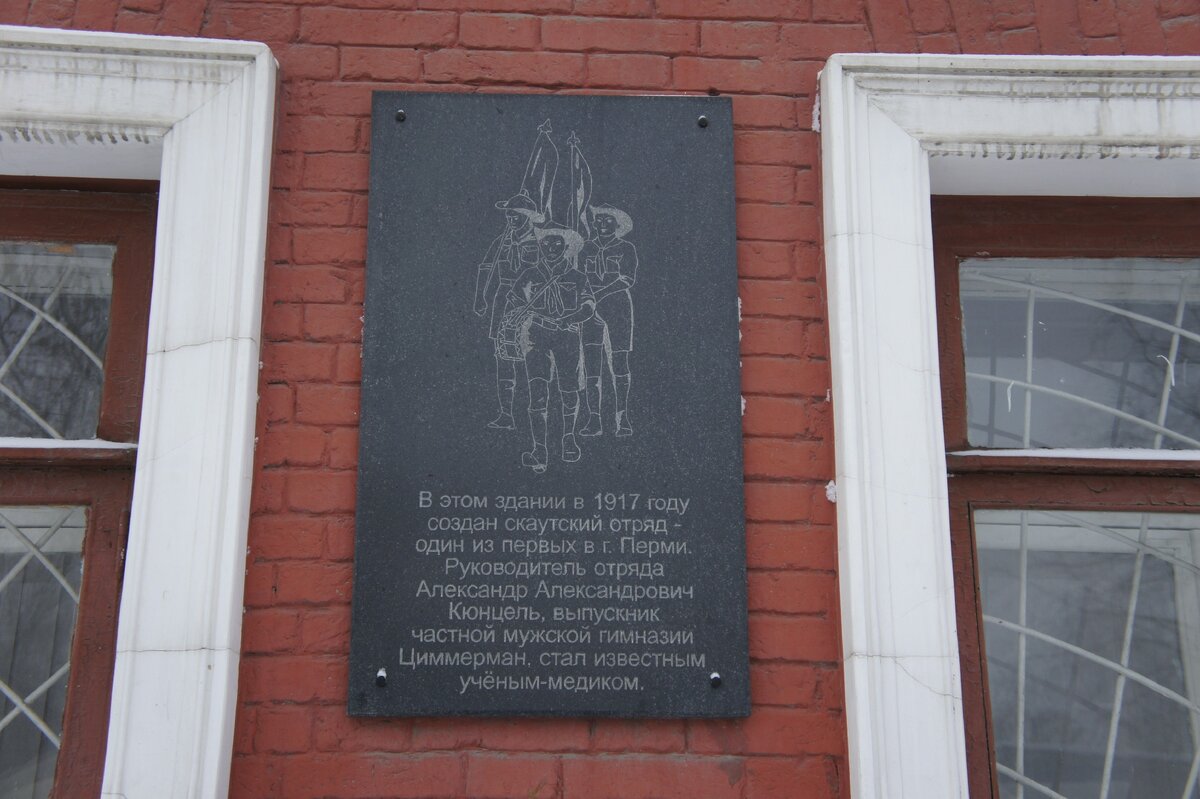 В этом здании в 1917 году
создан скаутский отряд -
один из первых в г. Перми.
Руководитель отряда
Александр Александрович
Кюнцель, выпускник
частной мужской гимназии
Циммерман. стал известным
учёным-медиком.